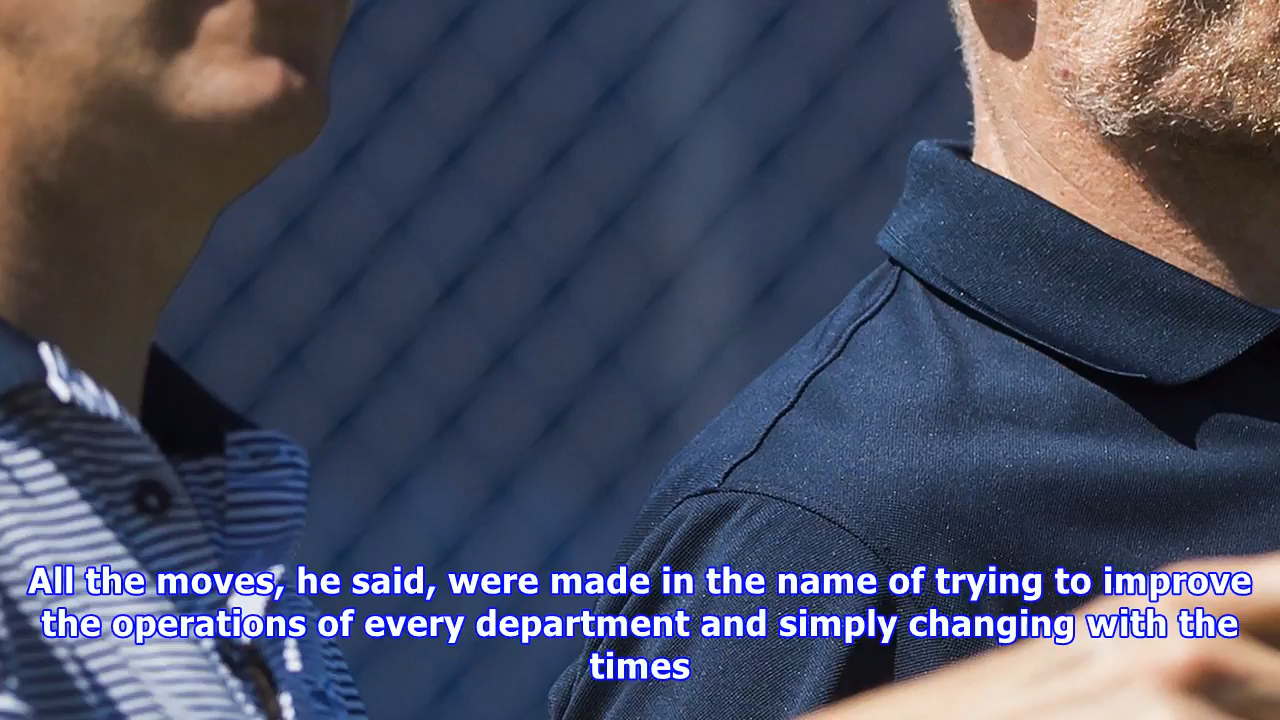 All the moves, he said, were made in the name of trying to improve
the operations of every department and simply changing with the
times